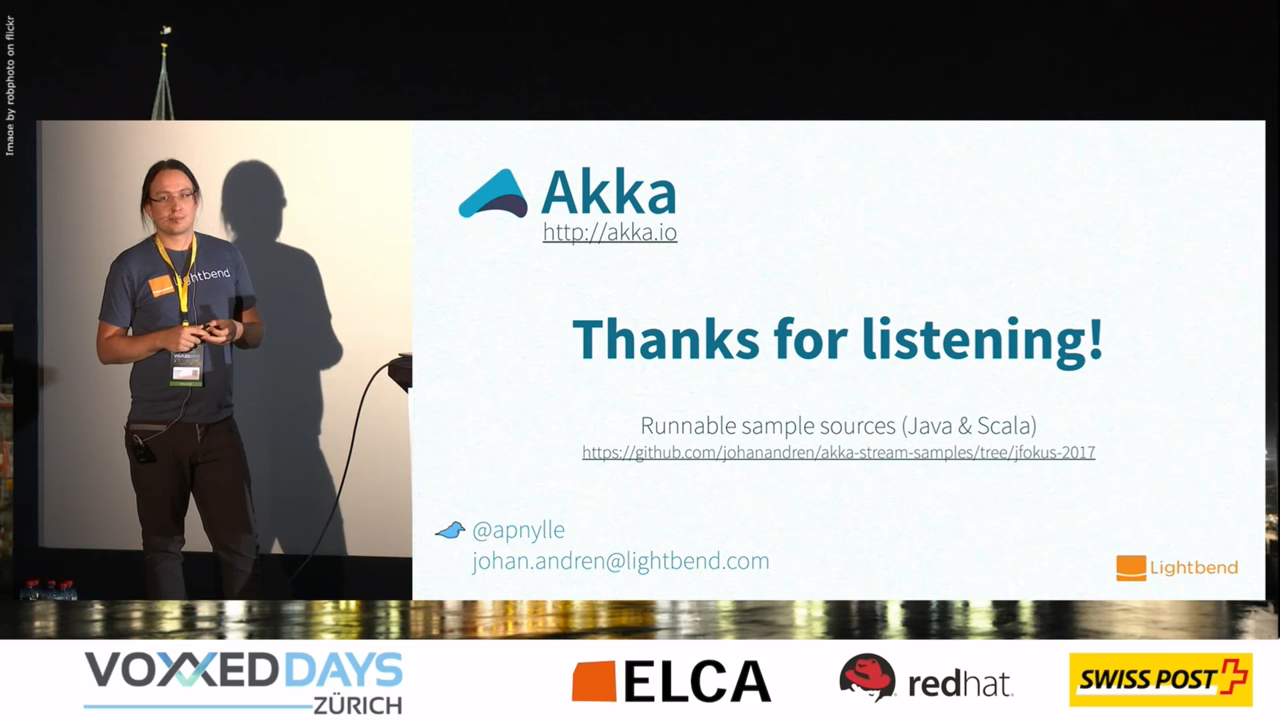 Image by robphoto on flickr
Akka
http://akka.io
Lightbend
VOXXEDDAYS
Thanks for listening!
Runnable sample sources (Java & Scala)
https://github.com/johanandren/akka-stream-samples/tree/jfokus-2017
@apnylle
johan.andren@lightbend.com
Lightbend
VOXXEDDAYS
ZÜRICH
ELCA
redhat.
SWISS POST